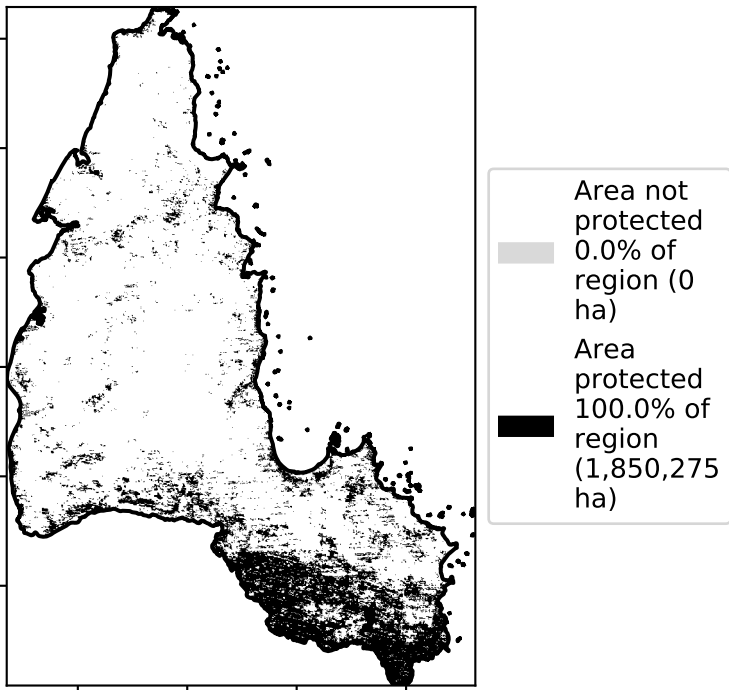 Area not
protected
0.0% of
region (0
ha)
Area
protected
100.0% of
region
(1,850,275
ha)